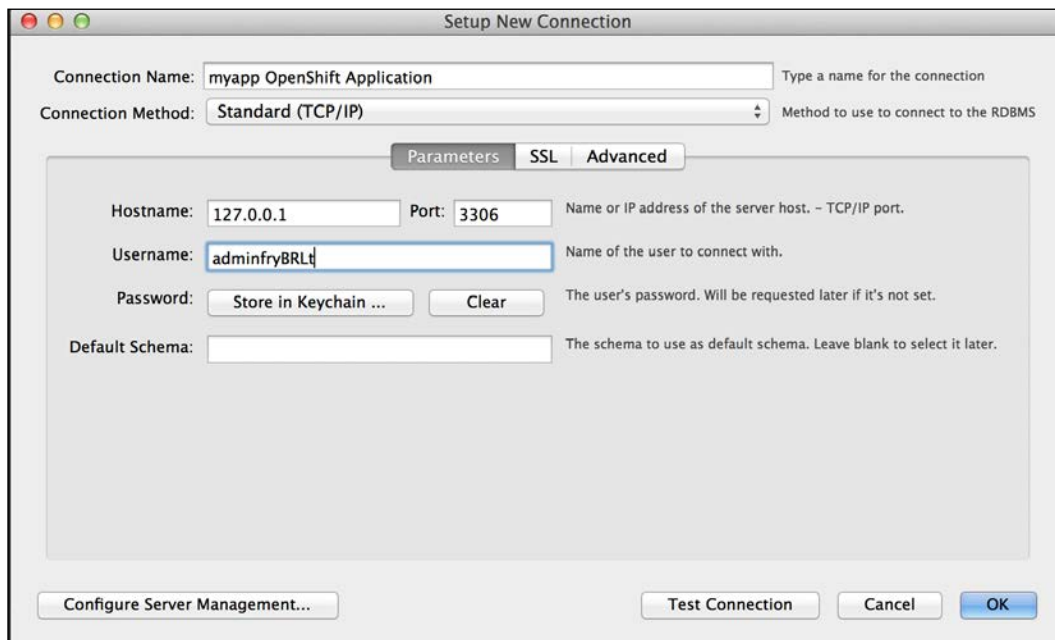 Setup New Connection
Connection Name: myapp OpenShift Application Type a name for the connection
Connection Method: Standard (TCP/IP) Method to use to connect to the RDBMS
Parameters SSL Advanced
Hostname: 127.0.0.1 Port: 3306 Name or IP address of the server host. - TCP/IP port.
Username: adminfryBRLt Name of the user to connect with.
Password: Store in Keychain ... Clear The user's password. Will be requested later if it's not set.
Default Schema: The schema to use as default schema. Leave blank to select it later.
Configure Server Management... Test Connection Cancel OK